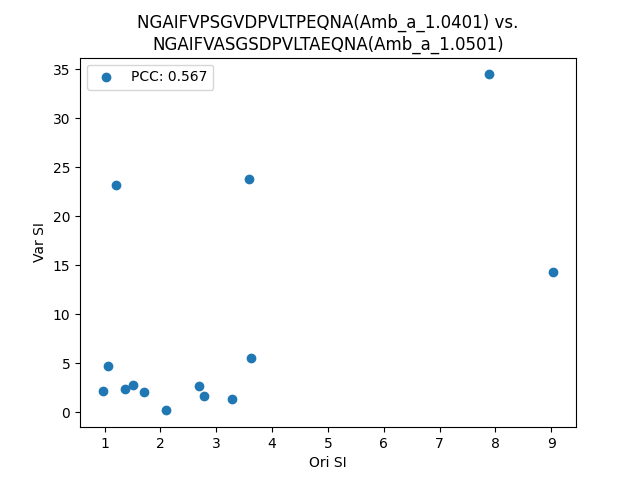 NGAIFVPSGVDPVLTPEQNA(Amb_a_1.0401) vs.
NGAIFVASGSDPVLTAEQNA(Amb_a_1.0501)
PCC: 0.567
Var SI
35
30
25
20
15
10
5
0
1 2 3 4 5 6 7 8 9
Ori SI